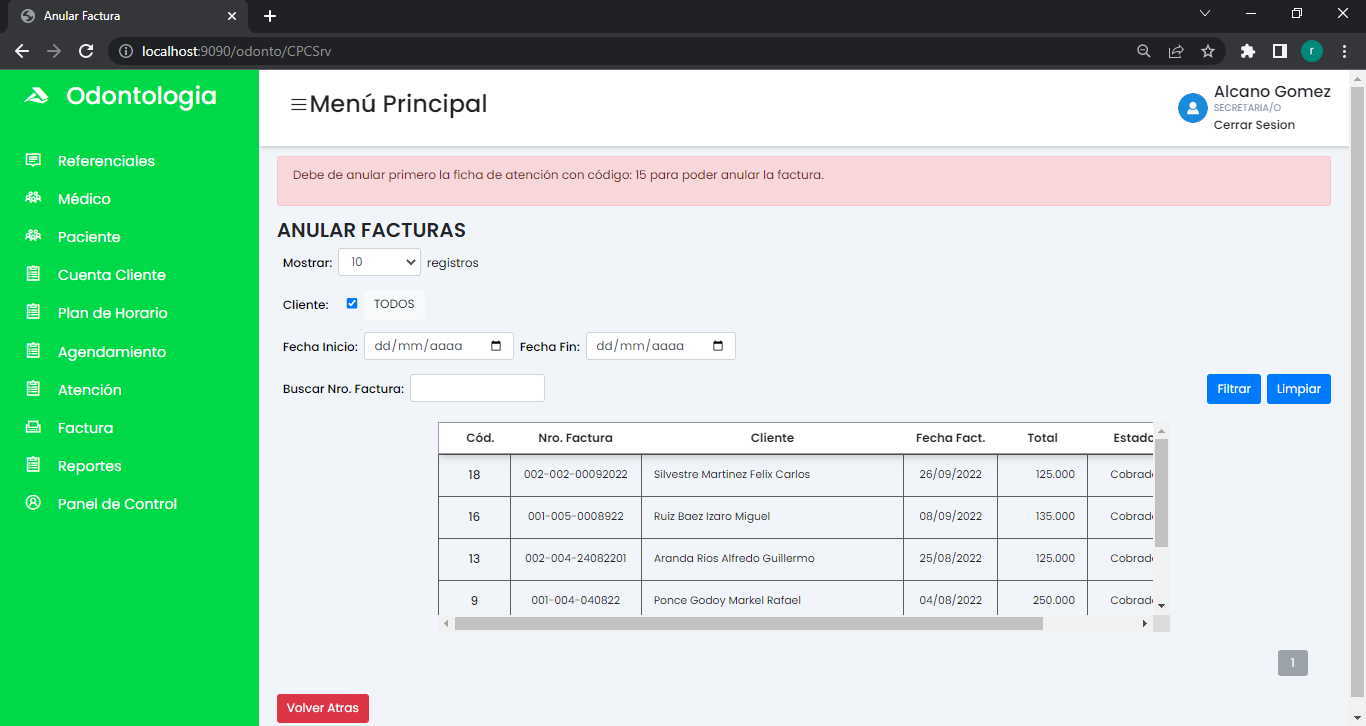 Anular Factura
localhost:9090/odonto/CPCSrv
r
Odontologia
Menú Principal
Alcano Gomez
SECRETARIA/O
Cerrar Sesion
Referenciales
Médico
Paciente
Cuenta Cliente
Plan de Horario
Agendamiento
Atención
Factura
Reportes
Panel de Control
Debe de anular primero la ficha de atención con código: 15 para poder anular la factura.
ANULAR FACTURAS
Mostrar: 10 registros
Cliente: TODOS
Fecha Inicio: dd/mm/aaaa Fecha Fin: dd/mm/aaaa
Buscar Nro. Factura: Filtrar Limpiar
Cód. Nro. Factura Cliente Fecha Fact. Total Estado
18 002-002-00092022 Silvestre Martinez Felix Carlos 26/09/2022 125.000 Cobrad
16 001-005-0008922 Ruiz Baez Izaro Miguel 08/09/2022 135.000 Cobrad
13 002-004-24082201 Aranda Rios Alfredo Guillermo 25/08/2022 125.000 Cobrad
9 001-004-040822 Ponce Godoy Markel Rafael 04/08/2022 250.000 Cobrad
1
Volver Atras